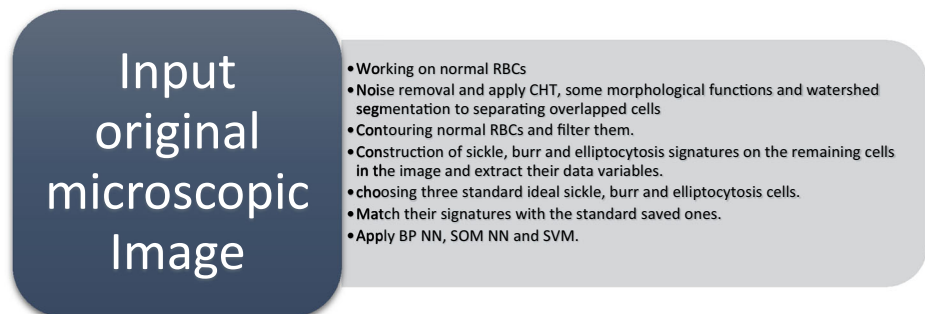 Input
original
microscopic
Image
•Working on normal RBCs
•Noise removal and apply CHT, some morphological functions and watershed
segmentation to separating overlapped cells
•Contouring normal RBCs and filter them.
•Construction of sickle, burr and elliptocytosis signatures on the remaining cells
in the image and extract their data variables.
•choosing three standard ideal sickle, burr and elliptocytosis cells.
•Match their signatures with the standard saved ones.
•Apply BP NN, SOM NN and SVM.